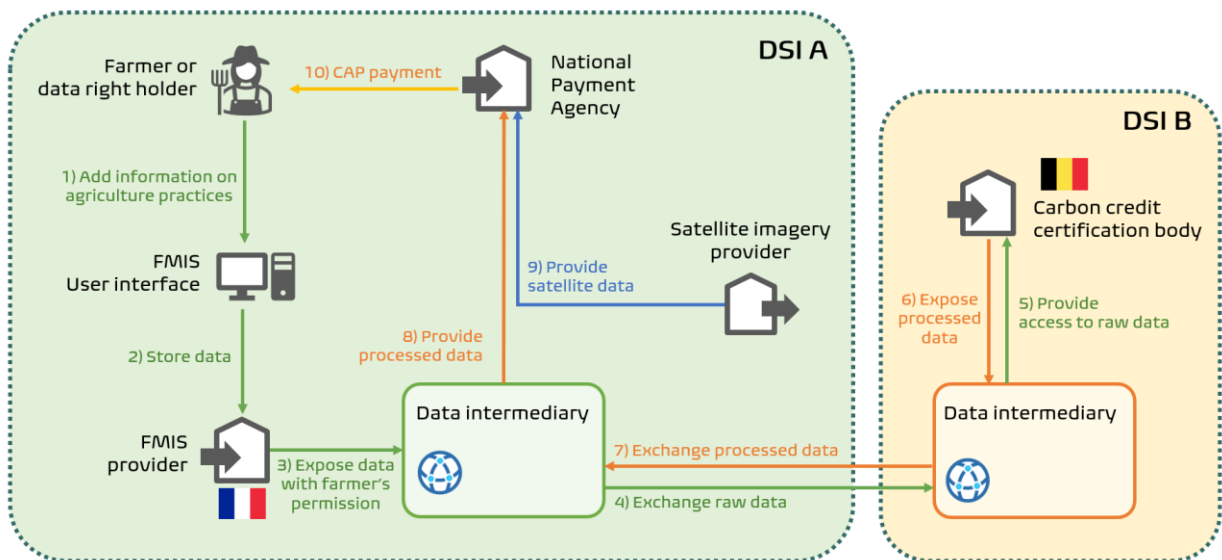 DSI A
Farmer or
data right holder
10) CAP payment
National
Payment
Agency
1) Add information on
agriculture practices
FMIS
User interface
Satellite imagery
provider
9) Provide
satellite data
2) Store data
8) Provide
processed data
FMIS
provider
3) Expose data
with farmer's
permission
Data intermediary
7) Exchange processed data
4) Exchange raw data
DSI B
Carbon credit
certification body
6) Expose
processed
data
5) Provide
access to raw data
Data intermediary